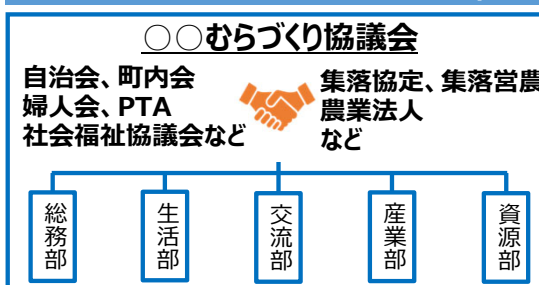 ○○むらづくり協議会
自治会、町内会
婦人会、PTA
社会福祉協議会など
集落協定、集落営農
農業法人
など
総務部
生活部
交流部
産業部
資源部